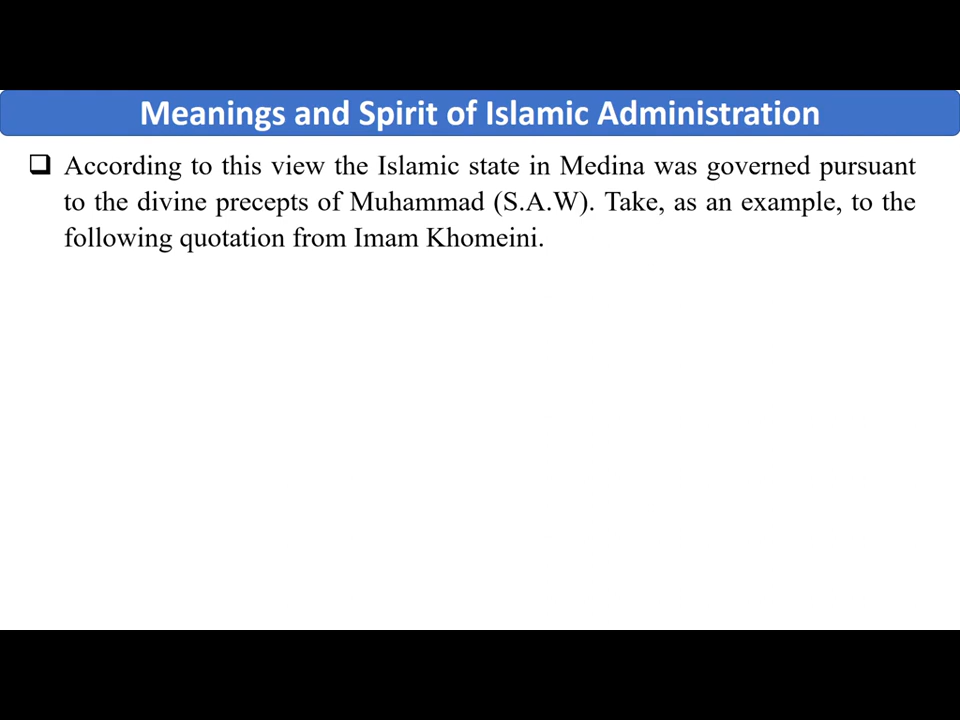 Meanings and Spirit of Islamic Administration
❑ According to this view the Islamic state in Medina was governed pursuant
to the divine precepts of Muhammad (S.A.W). Take, as an example, to the
following quotation from Imam Khomeini.